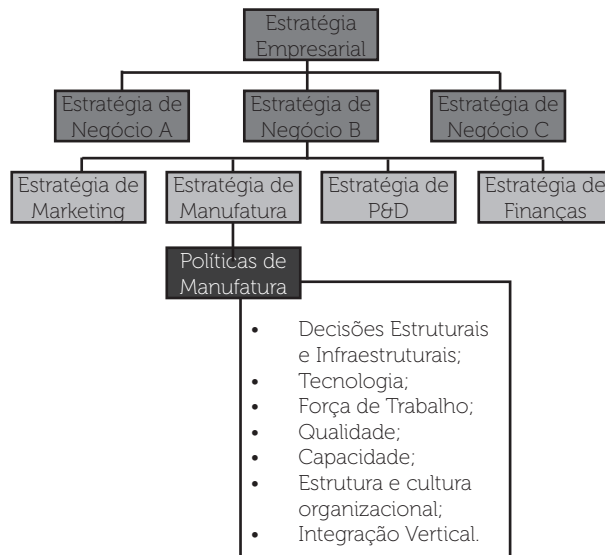 Estratégia
Empresarial
Estratégia de
Negócio A
Estratégia de
Negócio B
Estratégia de
Negócio C
Estratégia de
Marketing
Estratégia de
Manufatura
Estratégia de
P&D
Estratégia de
Finanças
Políticas de
Manufatura
• Decisões Estruturais
e Infraestruturais;
• Tecnologia;
• Força de Trabalho;
• Qualidade;
• Capacidade;
• Estrutura e cultura
organizacional;
• Integração Vertical.